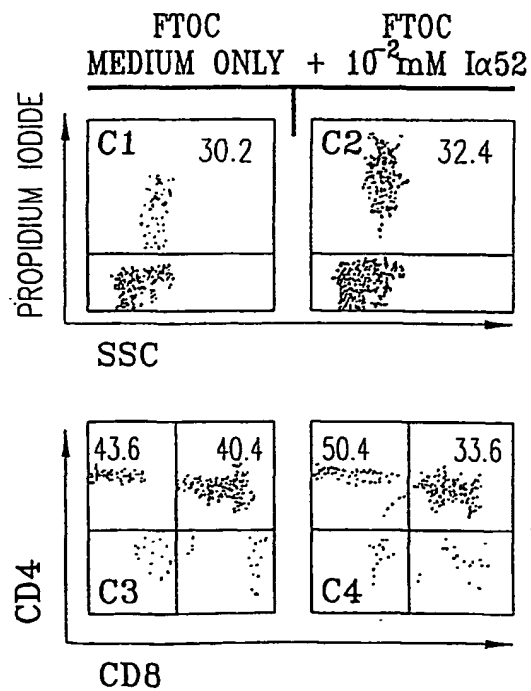 FTOC FTOC
MEDIUM ONLY + 10⁻²mM Iα52
PROPIDIUM IODIDE
C1 30.2
C2 32.4
SSC
43.6 40.4
50.4 33.6
C3
C4
CD4
CD8